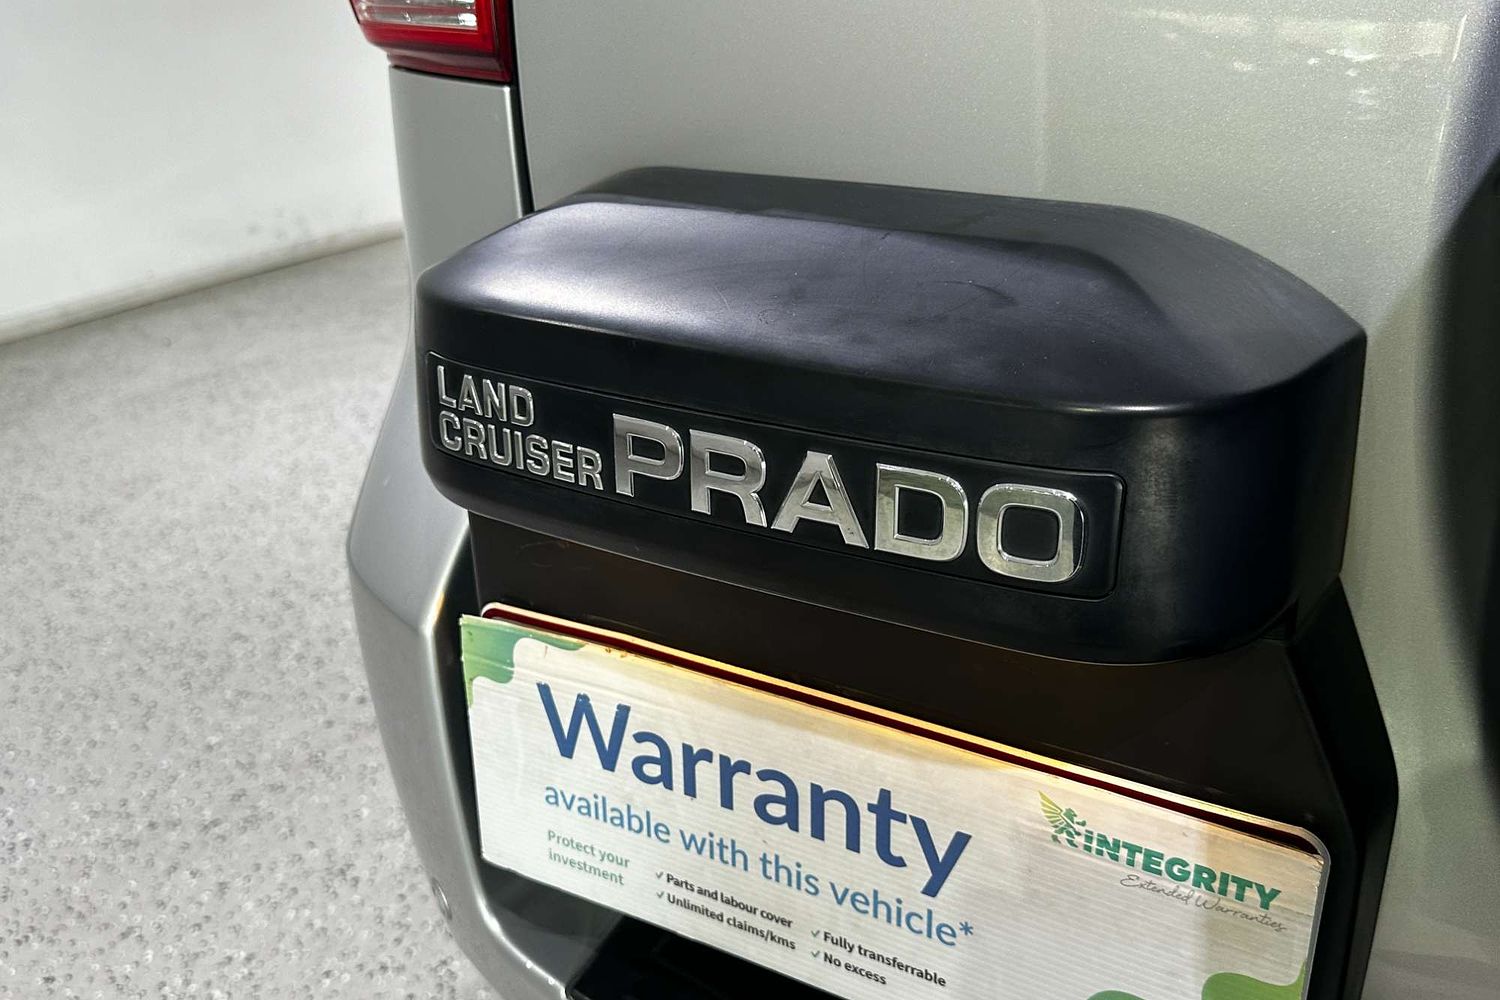 LAND
CRUISER PRADO
Warranty
available with this vehicle*
Protect your
investment
✓ Parts and labour cover
✓ Unlimited claims/kms
✓ Fully transferrable
✓ No excess
INTEGRITY
Extended Warranties